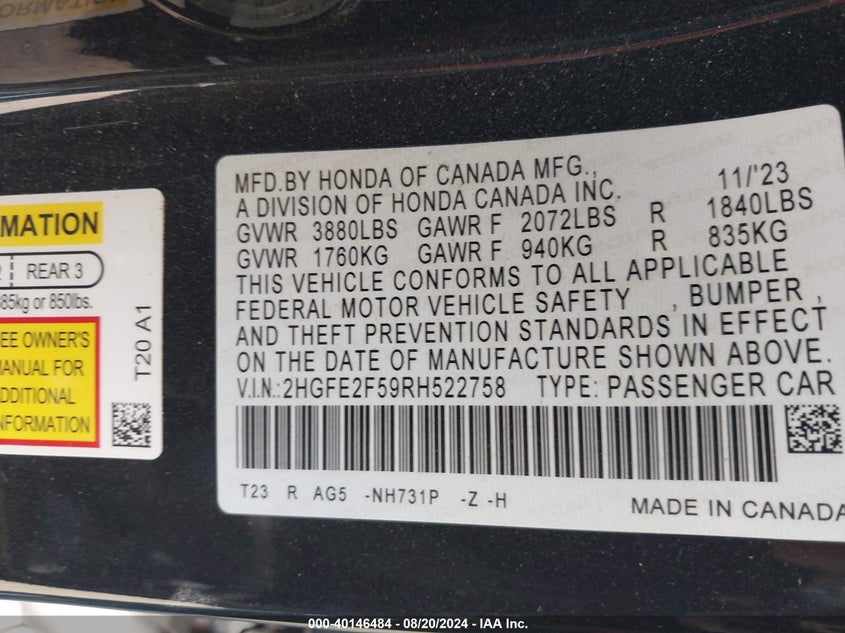 MATION
REAR 3
385kg or 850lbs.
EE OWNER'S
MANUAL FOR
ADDITIONAL
NFORMATION
T20 A1
MFD.BY HONDA OF CANADA MFG., 11/'23
A DIVISION OF HONDA CANADA INC.
GVWR 3880LBS GAWR F 2072LBS R 1840LBS
GVWR 1760KG GAWR F 940KG R 835KG
THIS VEHICLE CONFORMS TO ALL APPLICABLE
FEDERAL MOTOR VEHICLE SAFETY , BUMPER ,
AND THEFT PREVENTION STANDARDS IN EFFECT
ON THE DATE OF MANUFACTURE SHOWN ABOVE.
V.I.N.:2HGFE2F59RH522758 TYPE: PASSENGER CAR
T23 R AG5 -NH731P -Z -H
MADE IN CANADA
000-40146484 - 08/20/2024 - IAA Inc.